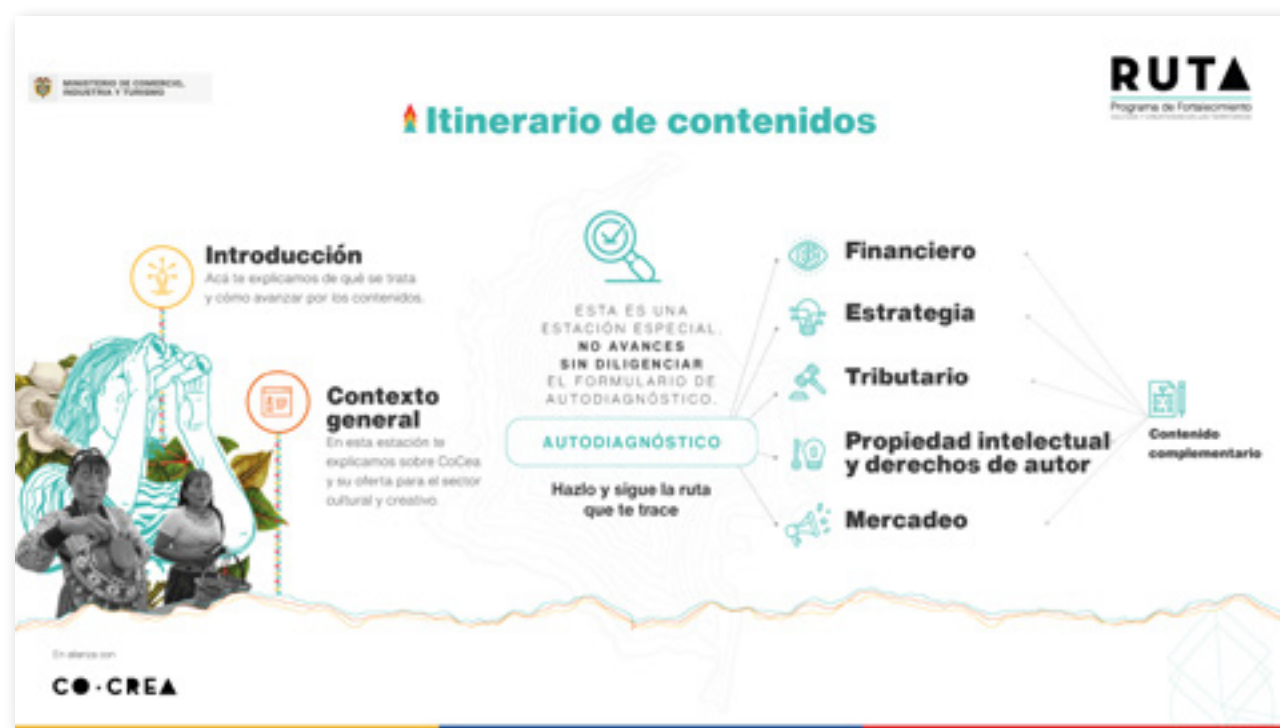 MINISTERIO DE COMERCIO,
INDUSTRIA Y TURISMO
RUTA
Programa de Fortalecimiento
Itinerario de contenidos
Introducción
Acá te explicamos de qué se trata
y cómo avanzar por los contenidos.
Contexto
general
En esta estación te
explicamos sobre CoCea
y su oferta para el sector
cultural y creativo.
ESTA ES UNA
ESTACIÓN ESPECIAL.
NO AVANCES
SIN DILIGENCIAR
EL FORMULARIO DE
AUTODIAGNÓSTICO.
AUTODIAGNÓSTICO
Hazlo y sigue la ruta
que te trace
Financiero
Estrategia
Tributario
Propiedad intelectual
y derechos de autor
Mercadeo
Contenido
complementario
En alianza con
CO·CREA